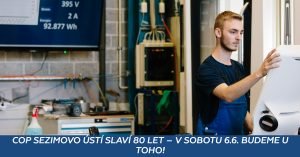 395 V
2 A
92.877 Wh
COP SEZIMOVO ÚSTÍ SLAVÍ 80 LET – V SOBOTU 6.6. BUDEME U
TOHO!